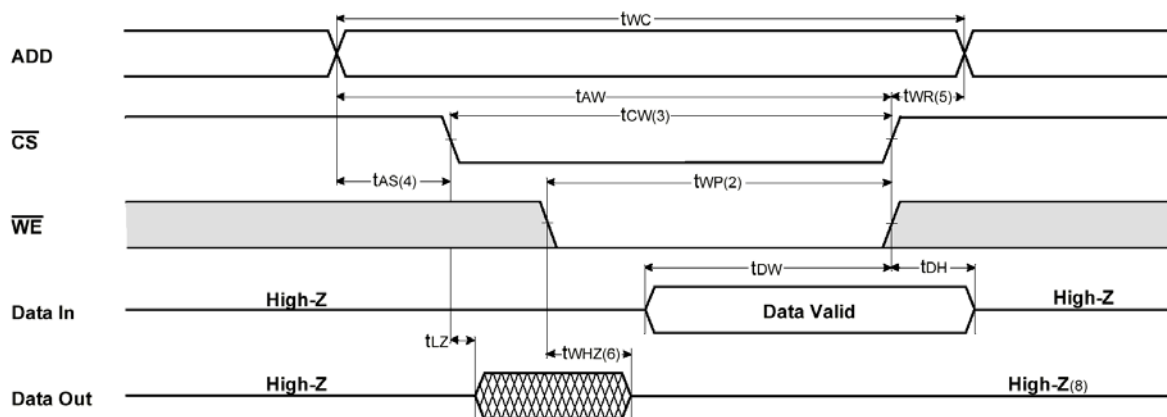 tWC
ADD
tAW
tWR(5)
tCW(3)
CS
tAS(4)
tWP(2)
WE
tDW
tDH
High-Z
Data Valid
High-Z
Data In
tLZ
tWHZ(6)
High-Z
High-Z(8)
Data Out